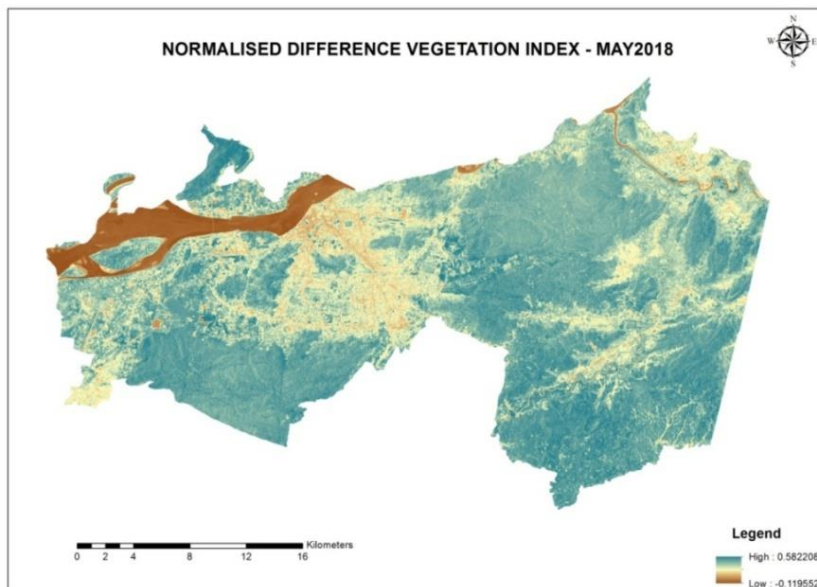 NORMALISED DIFFERENCE VEGETATION INDEX - MAY2018
N
W E
S
Legend
High : 0.582208
Low : -0.119552
Kilometers
0 2 4 8 12 16